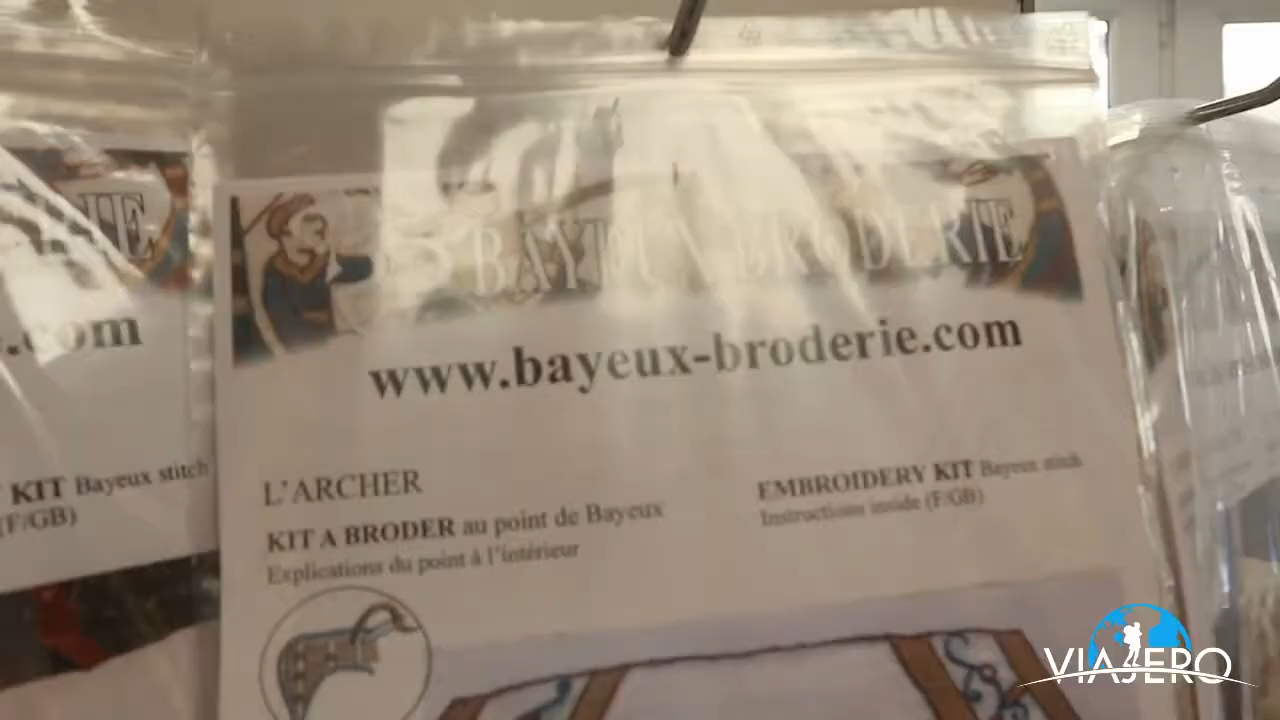 BAYEUX BRODERIE
www.bayeux-broderie.com
L'ARCHER
KIT A BRODER au point de Bayeux
Explications du point à l'intérieur
EMBROIDERY KIT Bayeux stitch
Instructions inside (F/GB)
RIE
.com
KIT Bayeux stitch
(F/GB)
VIAJERO